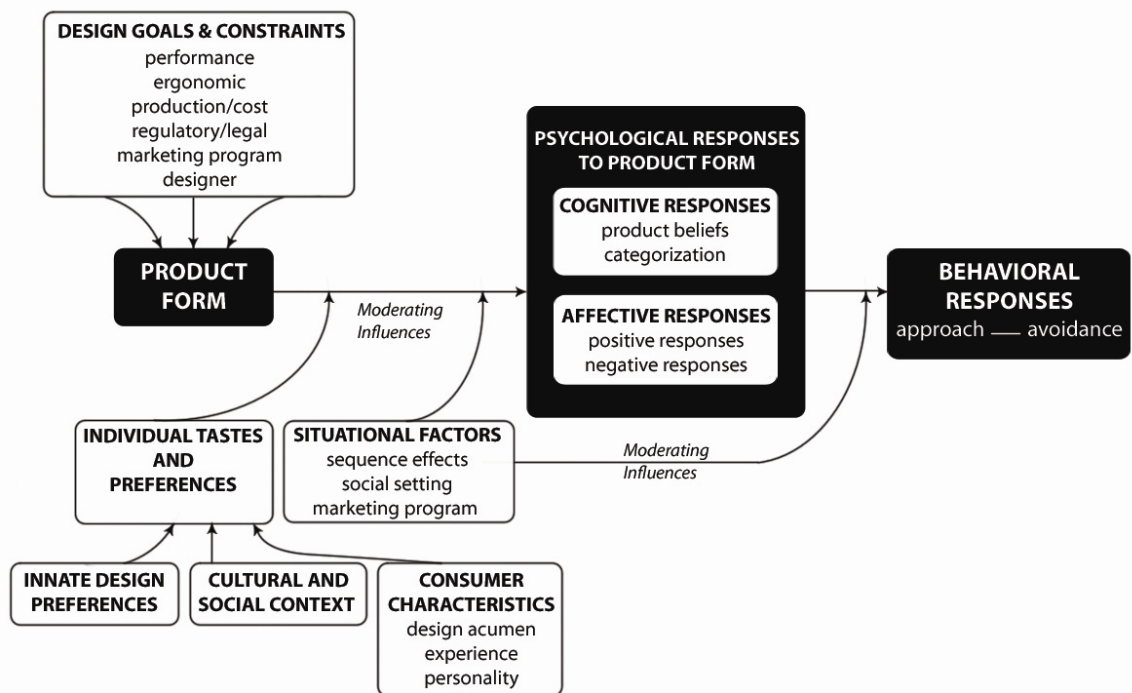 DESIGN GOALS & CONSTRAINTS
performance
ergonomic
production/cost
regulatory/legal
marketing program
designer
PRODUCT
FORM
Moderating
Influences
PSYCHOLOGICAL RESPONSES
TO PRODUCT FORM
COGNITIVE RESPONSES
product beliefs
categorization
AFFECTIVE RESPONSES
positive responses
negative responses
BEHAVIORAL
RESPONSES
approach — avoidance
INDIVIDUAL TASTES
AND
PREFERENCES
SITUATIONAL FACTORS
sequence effects
social setting
marketing program
Moderating
Influences
INNATE DESIGN
PREFERENCES
CULTURAL AND
SOCIAL CONTEXT
CONSUMER
CHARACTERISTICS
design acumen
experience
personality